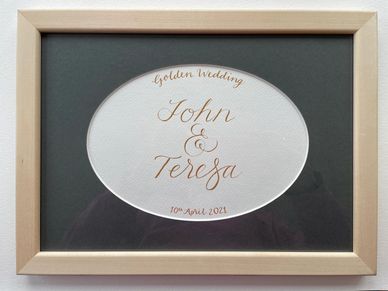 Golden Wedding
John
&
Teresa
10th April 2021